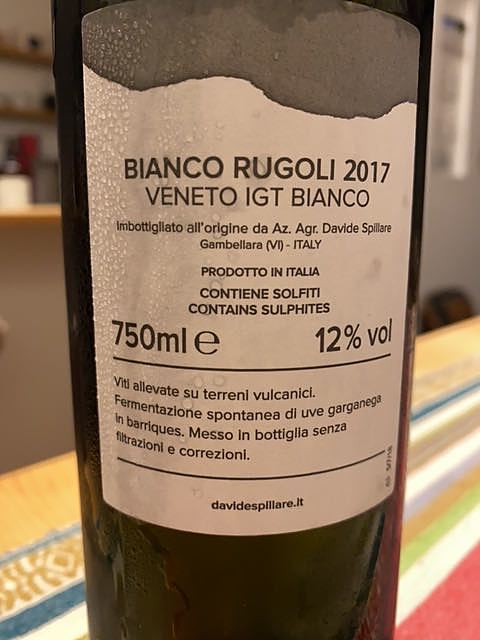 BIANCO RUGOLI 2017
VENETO IGT BIANCO
Imbottigliato all'origine da Az. Agr. Davide Spillare
Gambellara (VI) - ITALY
PRODOTTO IN ITALIA
CONTIENE SOLFITI
CONTAINS SULPHITES
750ml ℮ 12% vol
Viti allevate su terreni vulcanici.
Fermentazione spontanea di uve garganega
in barriques. Messo in bottiglia senza
filtrazioni e correzioni.
davidespillare.it